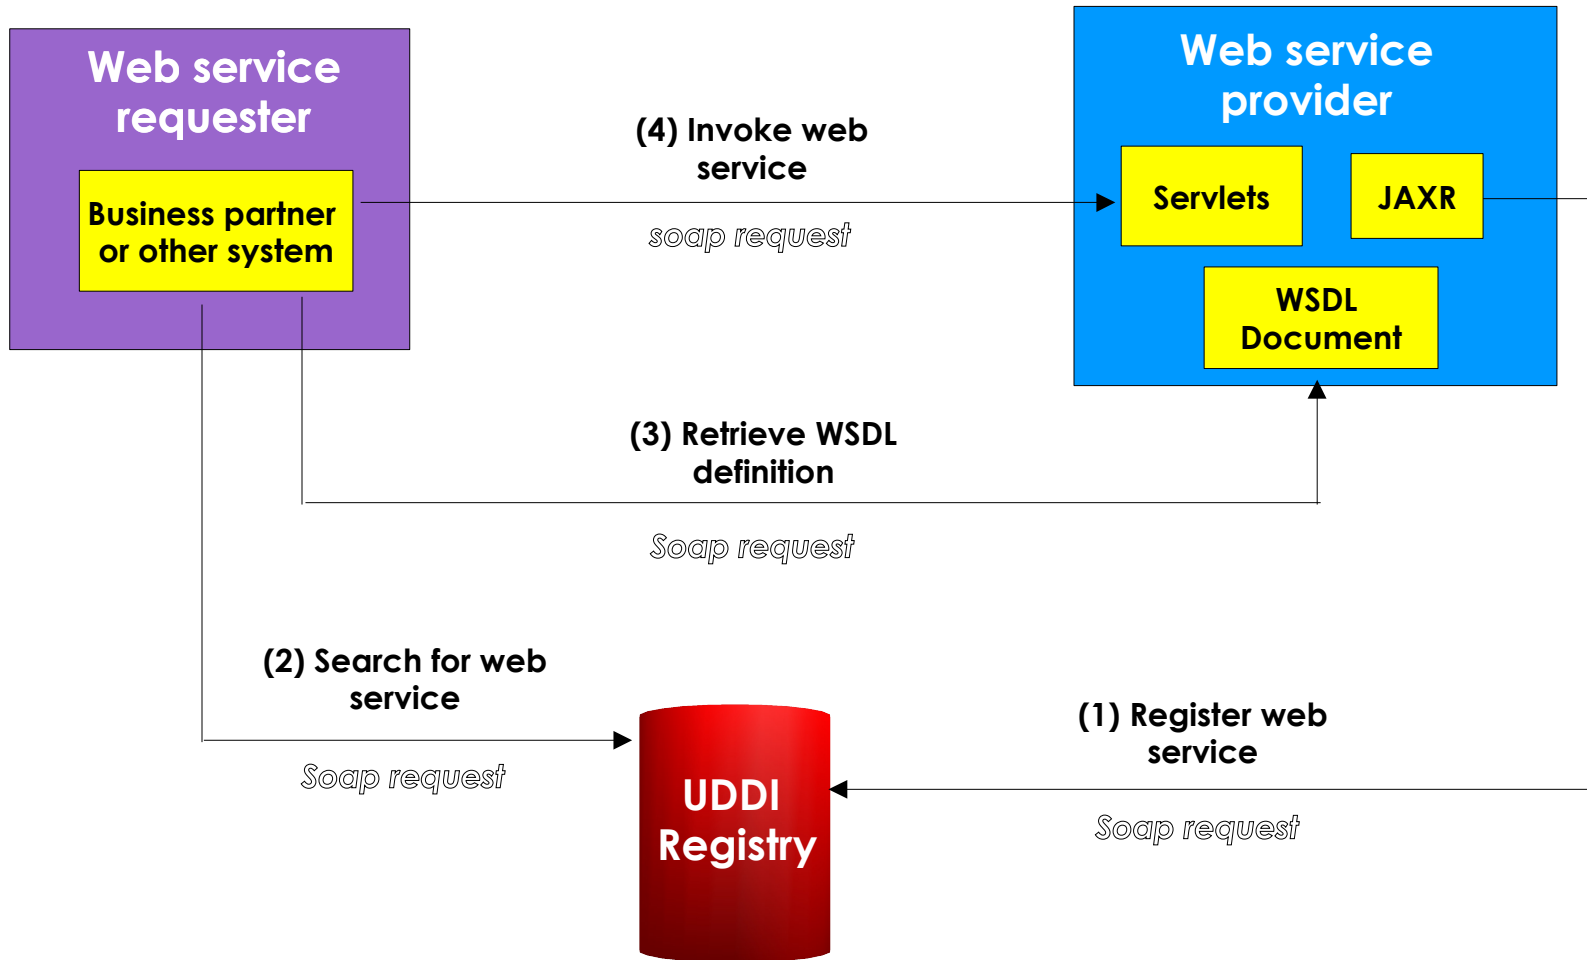 Web service
requester
Business partner
or other system
(4) Invoke web
service
soap request
Web service
provider
Servlets
JAXR
WSDL
Document
(3) Retrieve WSDL
definition
Soap request
(2) Search for web
service
Soap request
UDDI
Registry
(1) Register web
service
Soap request